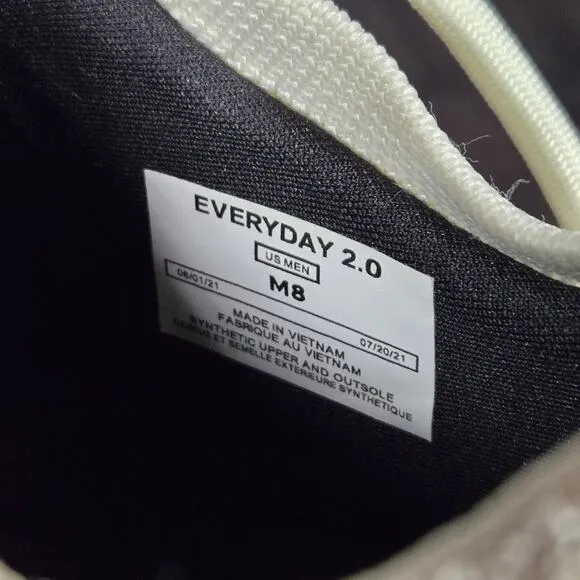 EVERYDAY 2.0
US MEN
M8
06/01/21
07/20/21
MADE IN VIETNAM
FABRIQUE AU VIETNAM
SYNTHETIC UPPER AND OUTSOLE
DESSUS ET SEMELLE EXTERIEURE SYNTHETIQUE